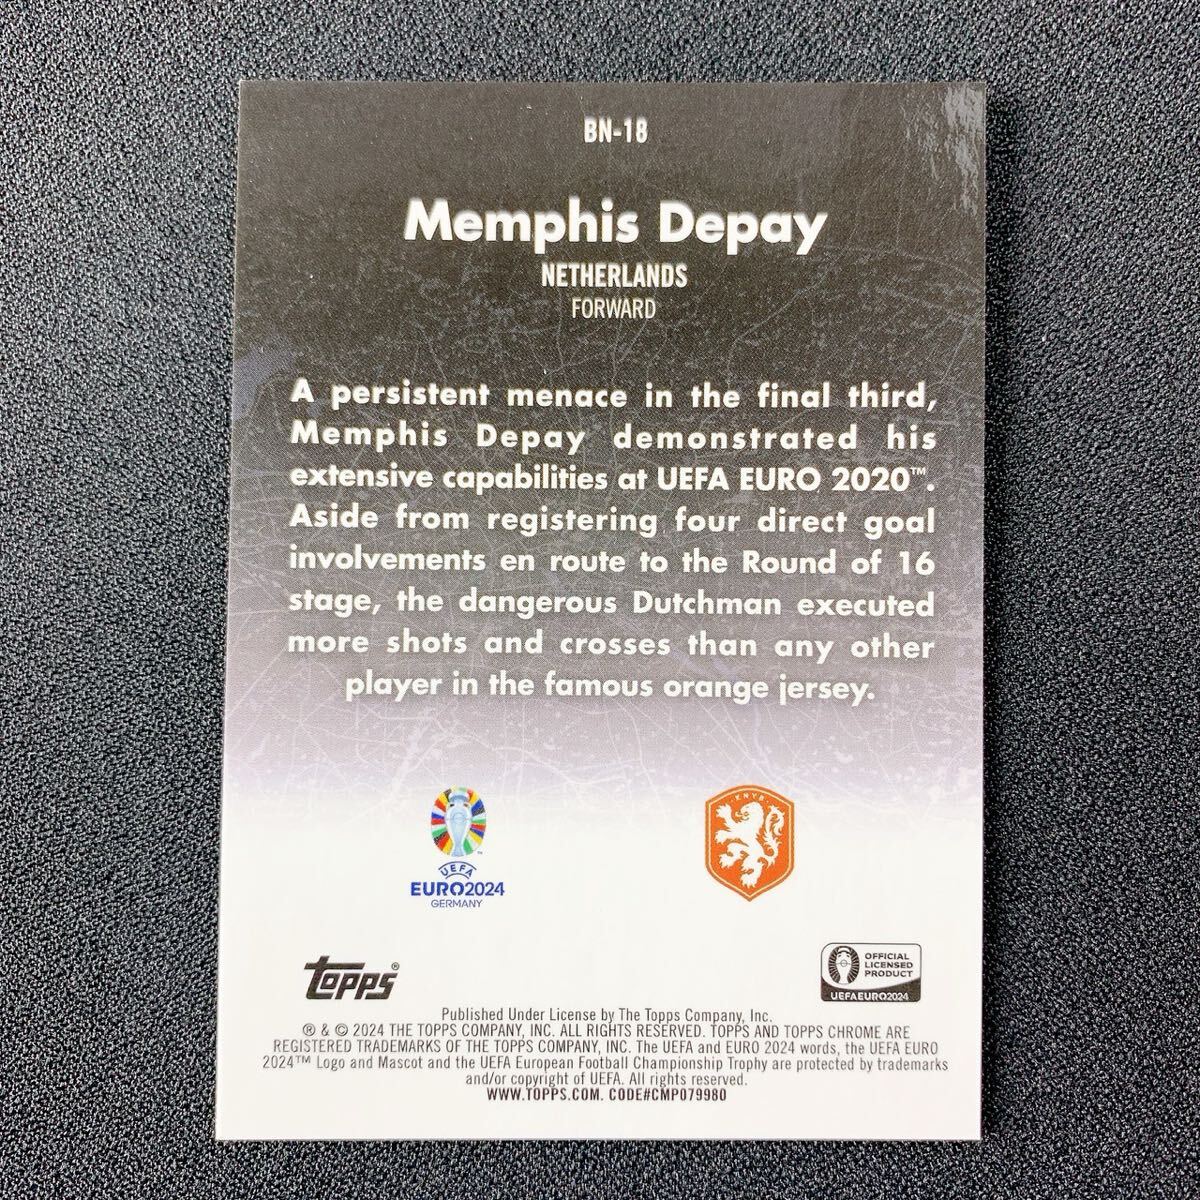 BN-18
Memphis Depay
NETHERLANDS
FORWARD
A persistent menace in the final third,
Memphis Depay demonstrated his
extensive capabilities at UEFA EURO 2020™.
Aside from registering four direct goal
involvements en route to the Round of 16
stage, the dangerous Dutchman executed
more shots and crosses than any other
player in the famous orange jersey.
KNVB
UEFA
EURO2024
GERMANY
topps®
OFFICIAL
LICENSED
PRODUCT
UEFA EURO2024
Published Under License by The Topps Company, Inc.
® & © 2024 THE TOPPS COMPANY, INC. ALL RIGHTS RESERVED. TOPPS AND TOPPS CHROME ARE
REGISTERED TRADEMARKS OF THE TOPPS COMPANY, INC. The UEFA and EURO 2024 words, the UEFA EURO
2024™ Logo and Mascot and the UEFA European Football Championship Trophy are protected by trademarks
and/or copyright of UEFA. All rights reserved.
WWW.TOPPS.COM. CODE#CMP079980